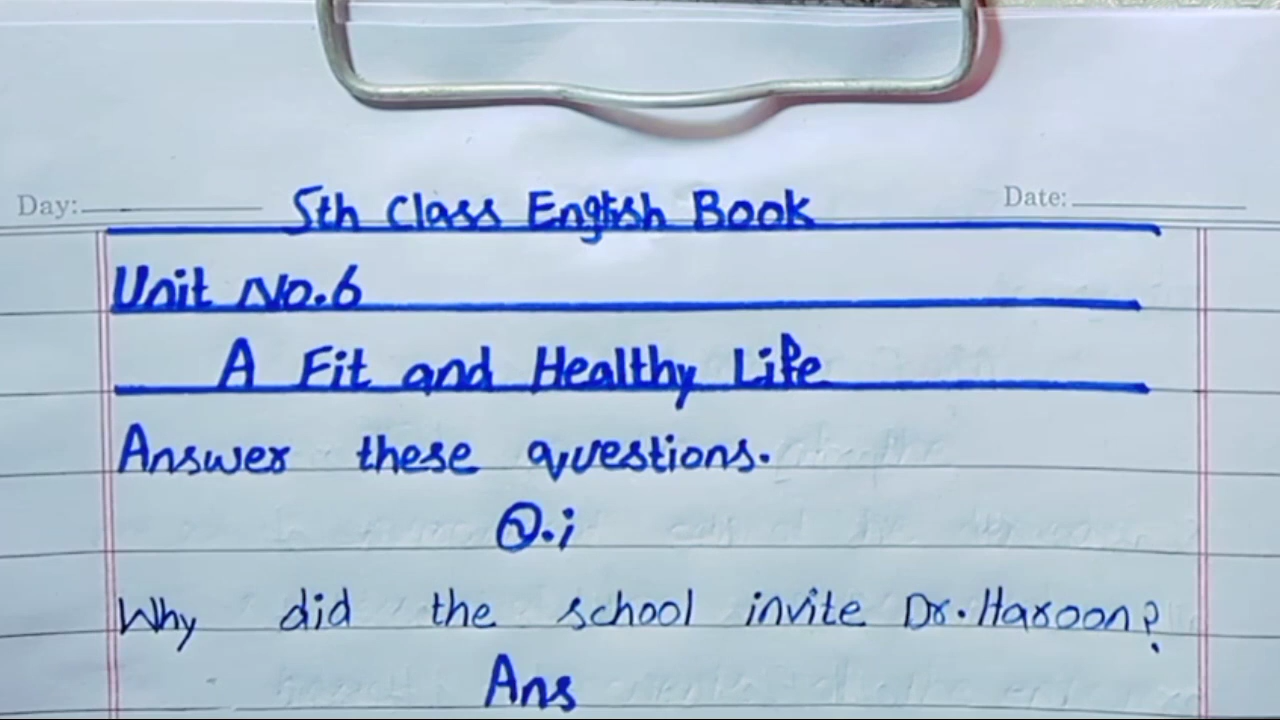 Day: 5th Class English Book Date:
Unit No.6
A Fit and Healthy Life
Answer these questions.
Q.i
Why did the school invite Dr.Haroon?
Ans